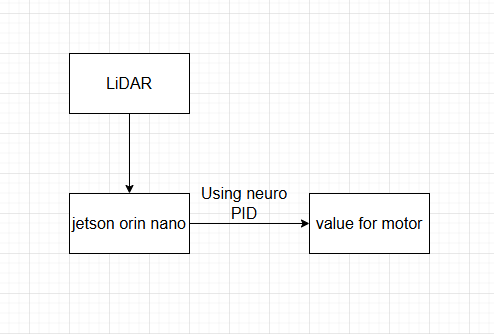 LiDAR
Using neuro
PID
jetson orin nano
value for motor